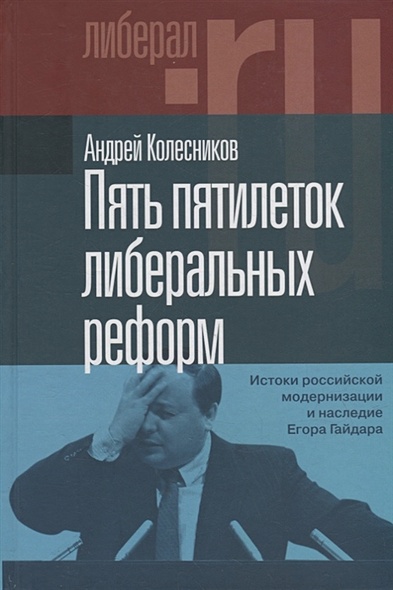 либерал
.ru
Андрей Колесников
Пять пятилеток
либеральных
реформ
Истоки российской
модернизации
и наследие
Егора Гайдара